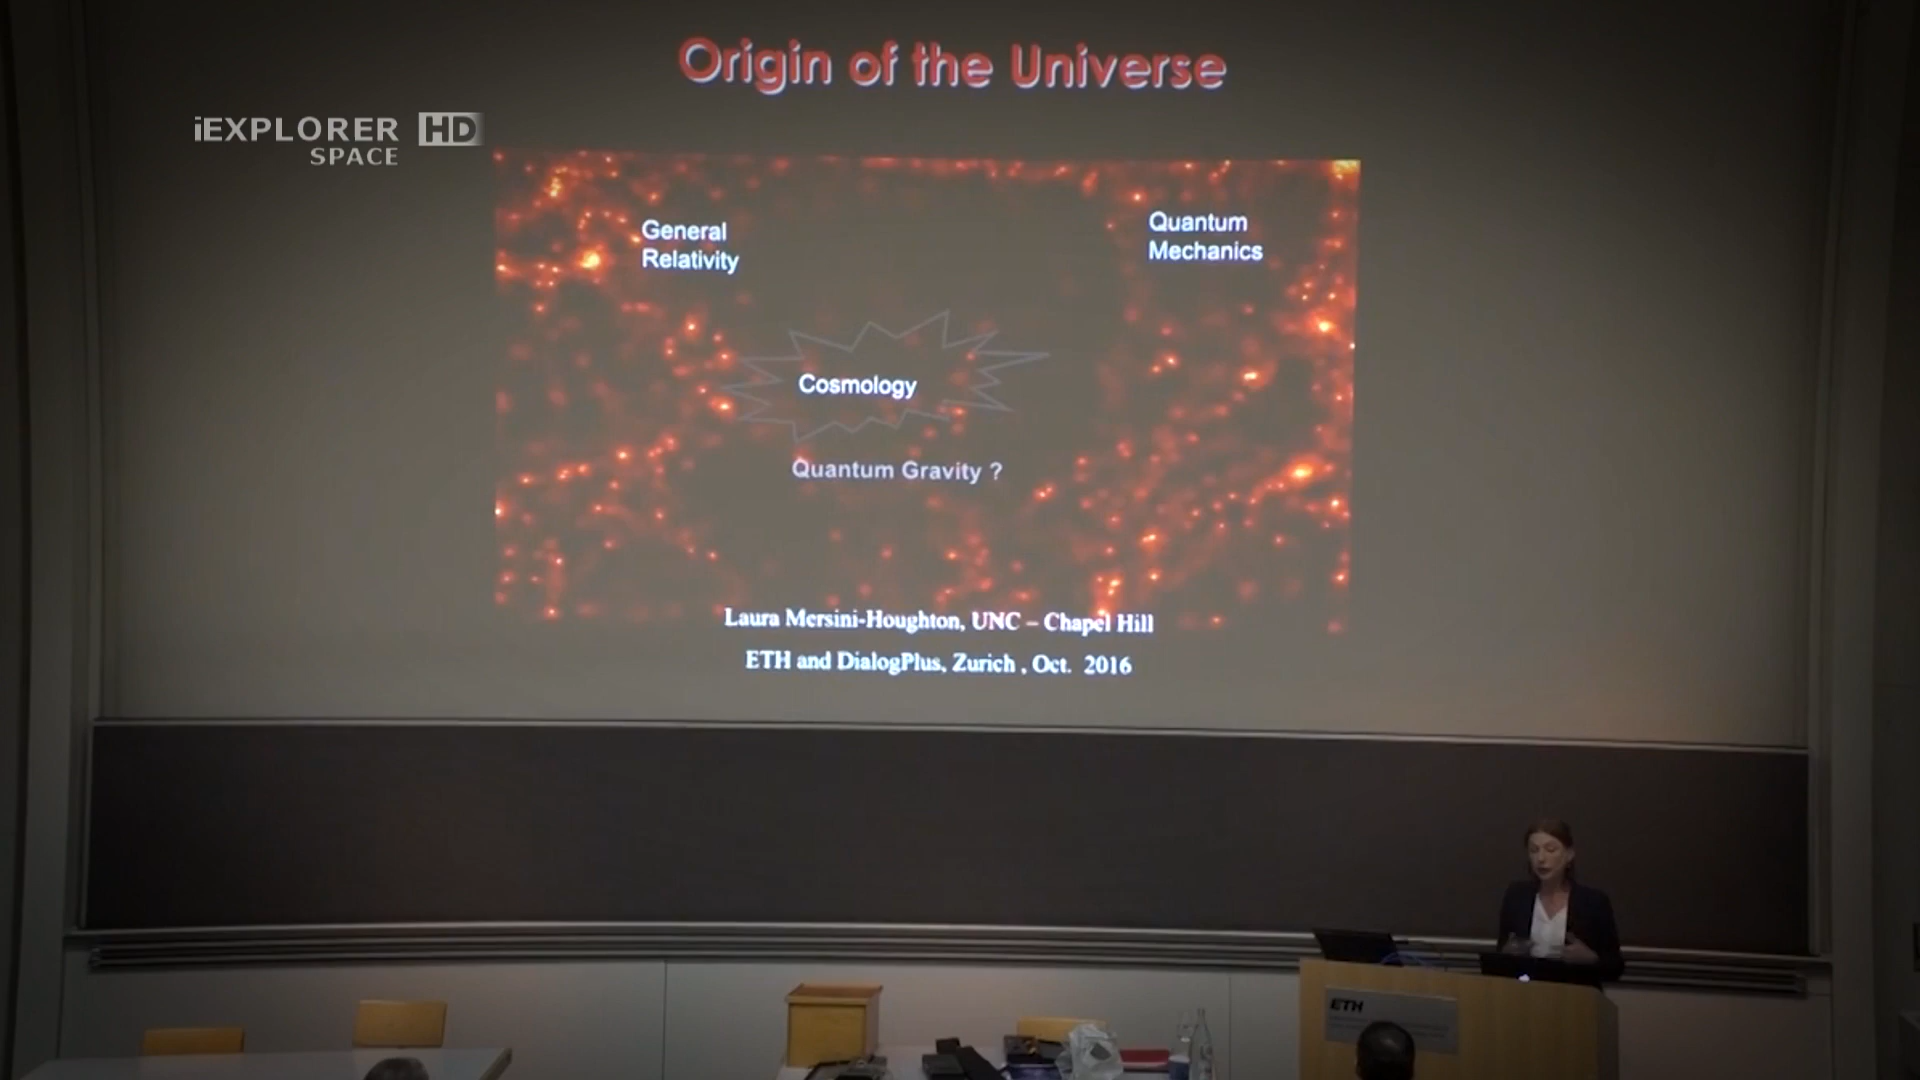 Origin of the Universe
iEXPLORER HD
SPACE
General
Relativity
Quantum
Mechanics
Cosmology
Quantum Gravity ?
Laura Mersini-Houghton, UNC – Chapel Hill
ETH and DialogPlus, Zurich , Oct. 2016
ETH